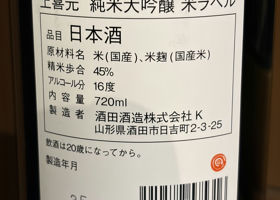 上喜元 純米大吟醸 米ラベル
品目 日本酒
原材料名 米(国産)、米麹(国産米)
精米歩合 45%
アルコール分 16度
内容量 720ml
製造者 酒田酒造株式会社K
山形県酒田市日吉町2-3-25
飲酒は20歳になってから。
製造年月